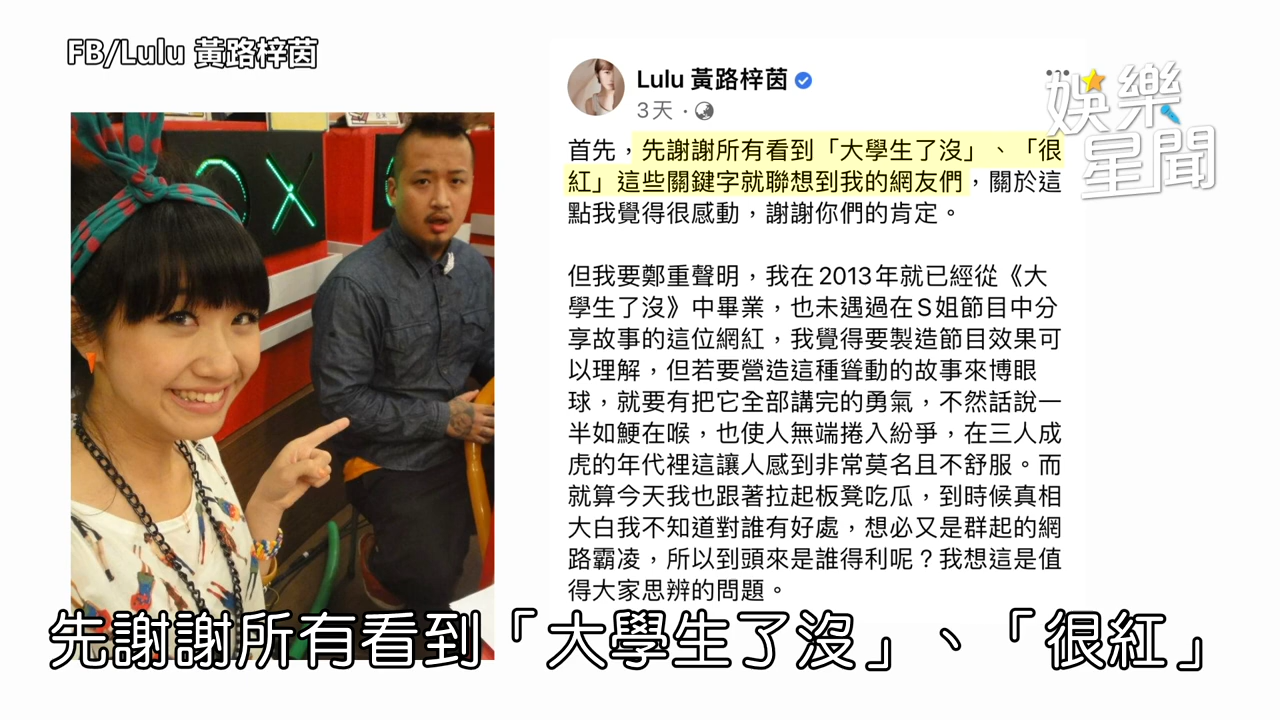 FB/Lulu 黃路梓茵
Lulu 黃路梓茵
3 天
娛樂
星聞
首先，先謝謝所有看到「大學生了沒」、「很
紅」這些關鍵字就聯想到我的網友們，關於這
點我覺得很感動，謝謝你們的肯定。
但我要鄭重聲明，我在 2013 年就已經從《大
學生了沒》中畢業，也未遇過在 S 姐節目中分
享故事的這位網紅，我覺得要製造節目效果可
以理解，但若要營造這種聳動的故事來博眼
球，就要有把它全部講完的勇氣，不然話說一
半如鯁在喉，也使人無端捲入紛爭，在三人成
虎的年代裡這讓人感到非常莫名且不舒服。而
就算今天我也跟著拉起板凳吃瓜，到時候真相
大白我不知道對誰有好處，想必又是群起的網
路霸凌，所以到頭來是誰得利呢？我想這是值
得大家思辨的問題。
先謝謝所有看到「大學生了沒」、「很紅」